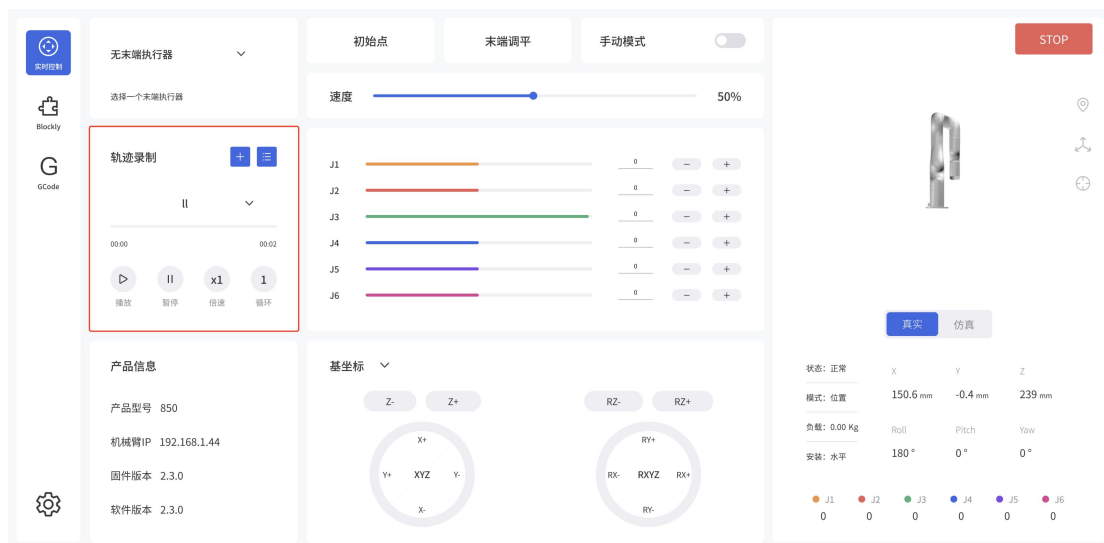 实时控制
Blockly
GCode
无末端执行器
选择一个末端执行器
轨迹录制
ll
00:00 00:02
x1 1
播放 暂停 倍速 循环
产品信息
产品型号 850
机械臂IP 192.168.1.44
固件版本 2.3.0
软件版本 2.3.0
初始点 末端调平 手动模式
速度 50%
J1 0 - +
J2 0 - +
J3 0 - +
J4 0 - +
J5 0 - +
J6 0 - +
基坐标
Z- Z+ RZ- RZ+
X+
Y+ XYZ Y-
X-
RY+
RX- RXYZ RX+
RY-
STOP
真实 仿真
状态：正常
模式：位置
负载：0.00 Kg
安装：水平
X Y Z
150.6 mm -0.4 mm 239 mm
Roll Pitch Yaw
180 ° 0 ° 0 °
J1 J2 J3 J4 J5 J6
0 0 0 0 0 0